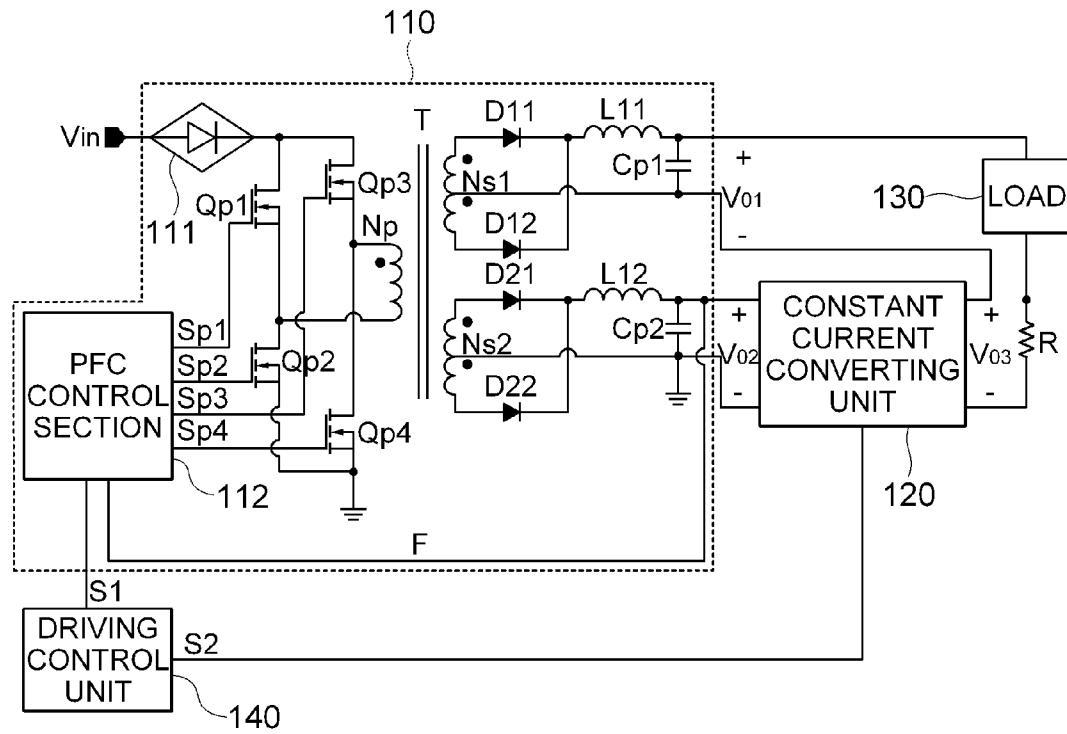 110
Vin
111
Qp1
Qp3
Np
T
D11
L11
Cp1
Ns1
D12
+
V01
-
130
LOAD
D21
L12
Cp2
Ns2
D22
+
V02
-
CONSTANT
CURRENT
CONVERTING
UNIT
+
V03
-
R
120
PFC
CONTROL
SECTION
Sp1
Sp2
Sp3
Sp4
Qp2
Qp4
112
F
S1
DRIVING
CONTROL
UNIT
S2
140